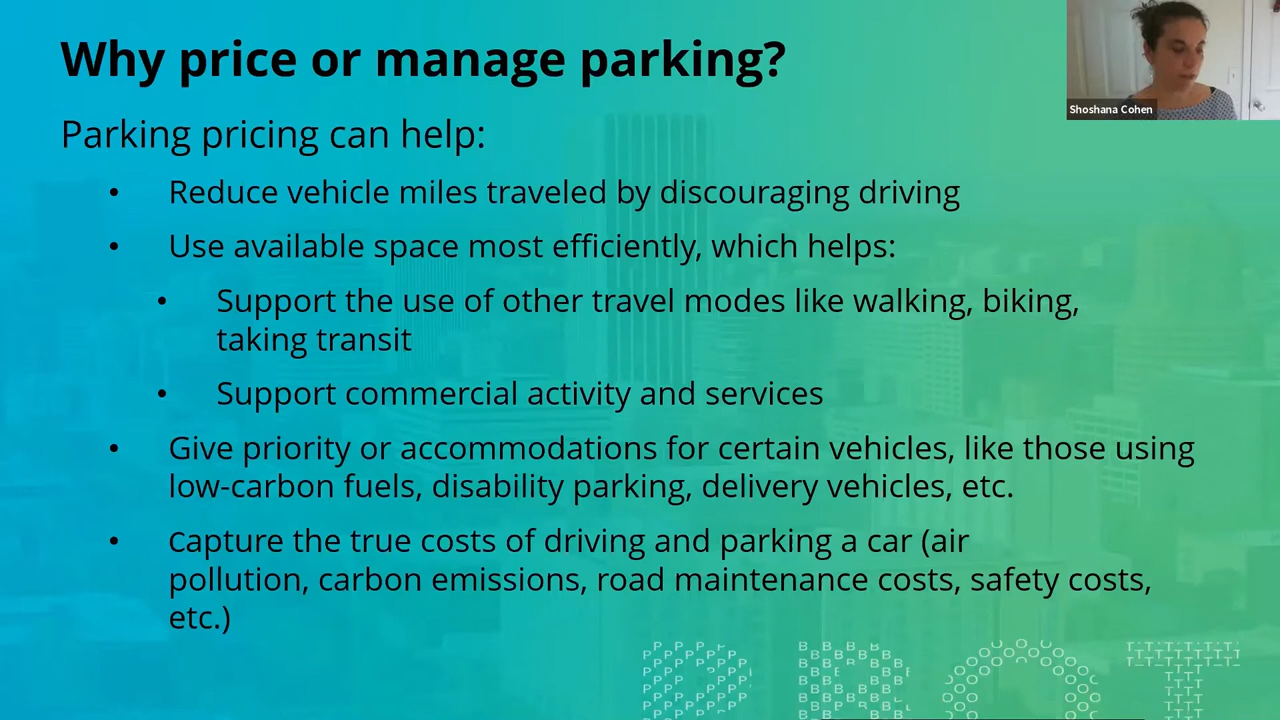 Why price or manage parking?
Shoshana Cohen
Parking pricing can help:
• Reduce vehicle miles traveled by discouraging driving
• Use available space most efficiently, which helps:
• Support the use of other travel modes like walking, biking,
taking transit
• Support commercial activity and services
• Give priority or accommodations for certain vehicles, like those using
low-carbon fuels, disability parking, delivery vehicles, etc.
• Capture the true costs of driving and parking a car (air
pollution, carbon emissions, road maintenance costs, safety costs,
etc.)
PBOT